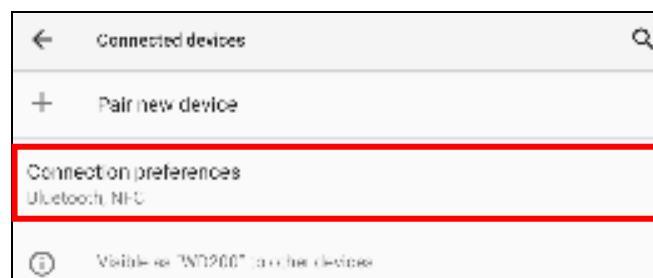 Connected devices
Pair new device
Connection preferences
Bluetooth, NFC
Visible as "WD200" to other devices